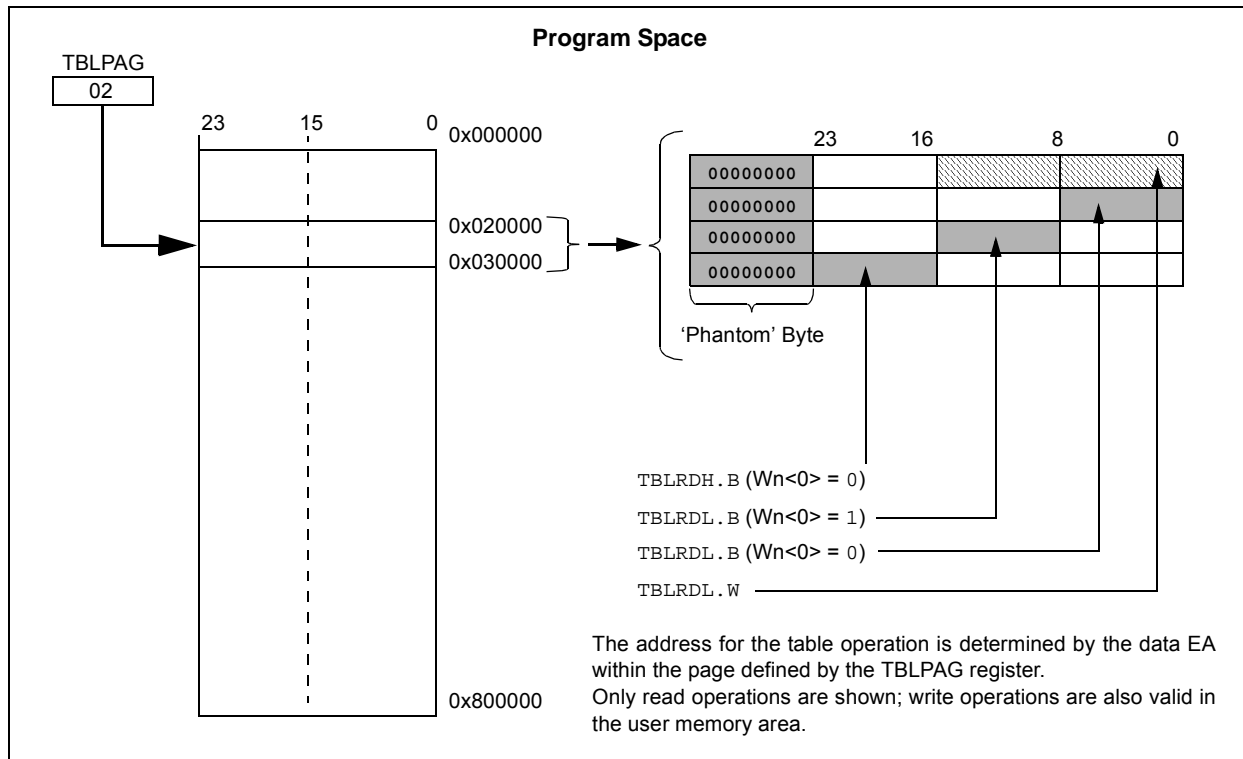 Program Space
TBLPAG
02
23 15 0
0x000000
0x020000
0x030000
0x800000
23 16 8 0
00000000
00000000
00000000
00000000
‘Phantom’ Byte
TBLRDH.B (Wn<0> = 0)
TBLRDL.B (Wn<0> = 1)
TBLRDL.B (Wn<0> = 0)
TBLRDL.W
The address for the table operation is determined by the data EA
within the page defined by the TBLPAG register.
Only read operations are shown; write operations are also valid in
the user memory area.